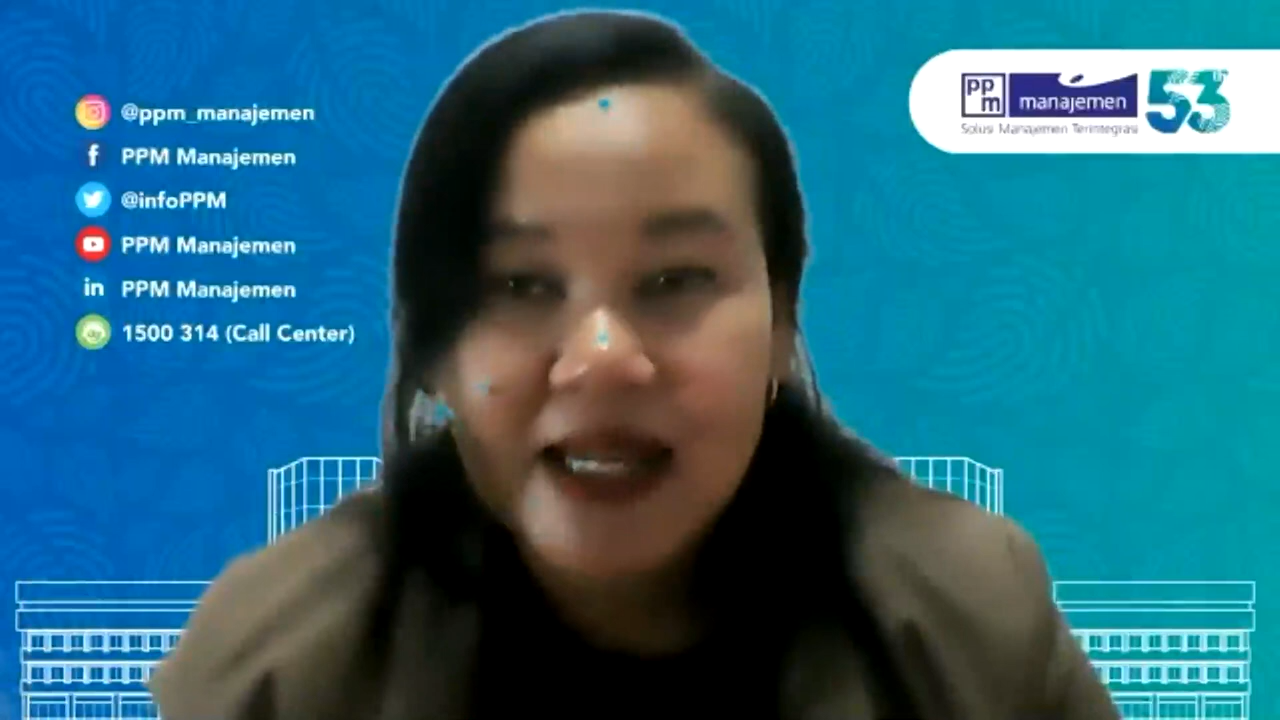 @ppm_manajemen
PPM Manajemen
@infoPPM
PPM Manajemen
PPM Manajemen
1500 314 (Call Center)
ppm manajemen 53
Solusi Manajemen Terintegrasi